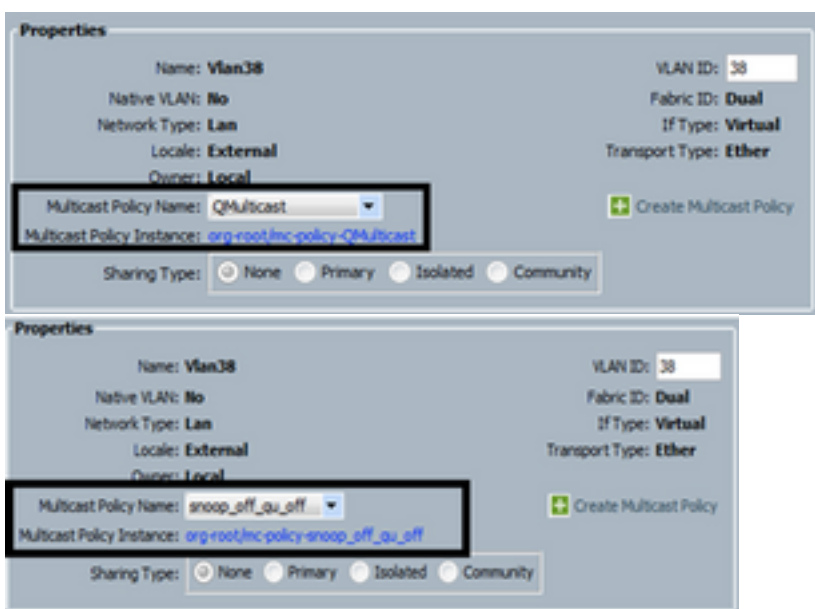 Properties
Name: Vlan38 VLAN ID: 38
Native VLAN: No Fabric ID: Dual
Network Type: Lan If Type: Virtual
Locale: External Transport Type: Ether
Owner: Local
Multicast Policy Name: QMulticast Create Multicast Policy
Multicast Policy Instance: org-root/mc-policy-QMulticast
Sharing Type: None Primary Isolated Community
Properties
Name: Vlan38 VLAN ID: 38
Native VLAN: No Fabric ID: Dual
Network Type: Lan If Type: Virtual
Locale: External Transport Type: Ether
Owner: Local
Multicast Policy Name: snoop_off_qu_off Create Multicast Policy
Multicast Policy Instance: org-root/mc-policy-snoop_off_qu_off
Sharing Type: None Primary Isolated Community